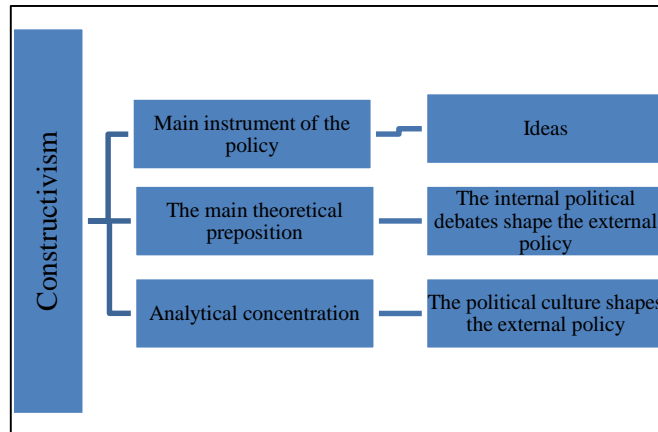 Constructivism
Main instrument of the
policy
Ideas
The main theoretical
preposition
The internal political
debates shape the external
policy
Analytical concentration
The political culture shapes
the external policy